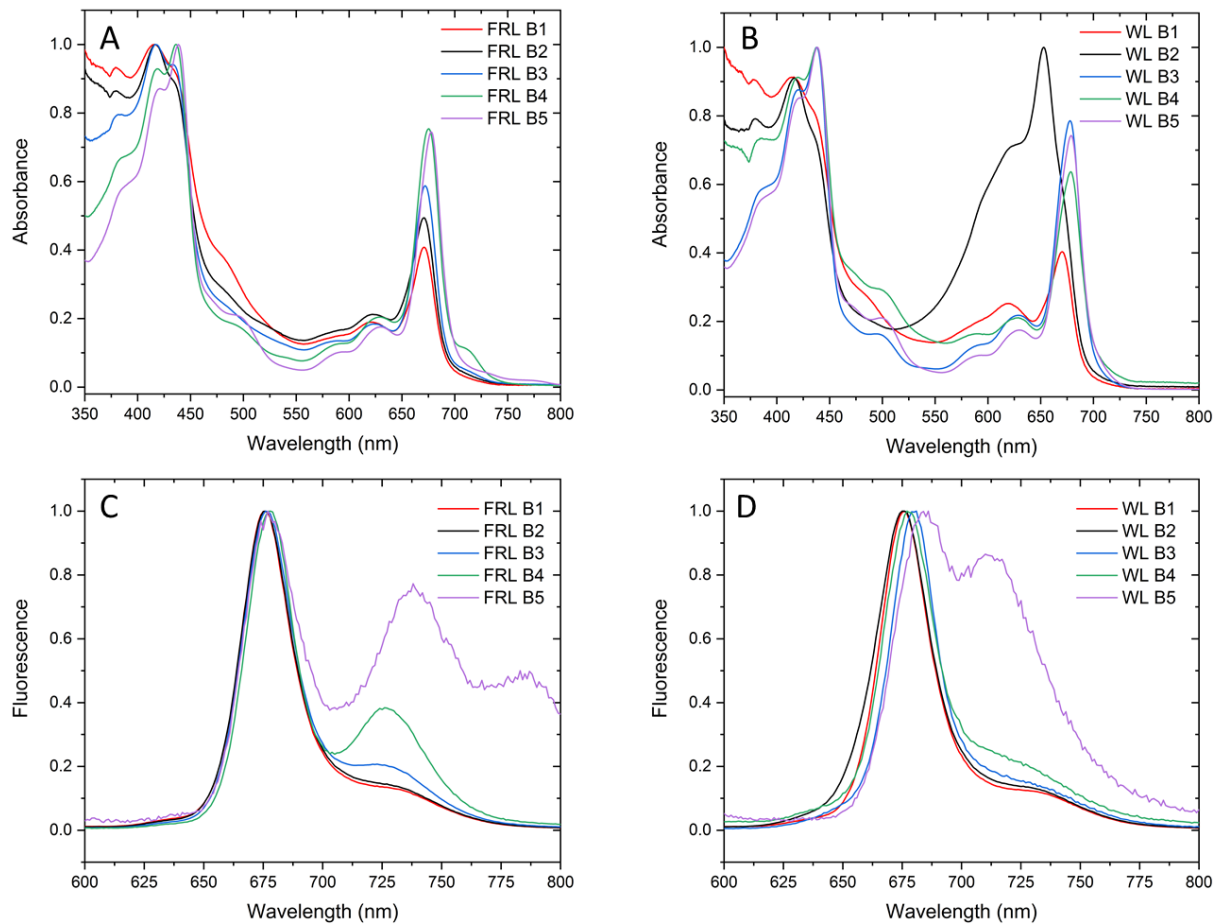 A
FRL B1
FRL B2
FRL B3
FRL B4
FRL B5
1.0
0.8
0.6
0.4
0.2
0.0
Absorbance
350 400 450 500 550 600 650 700 750 800
Wavelength (nm)
B
WL B1
WL B2
WL B3
WL B4
WL B5
1.0
0.8
0.6
0.4
0.2
0.0
Absorbance
350 400 450 500 550 600 650 700 750 800
Wavelength (nm)
C
FRL B1
FRL B2
FRL B3
FRL B4
FRL B5
1.0
0.8
0.6
0.4
0.2
0.0
Fluorescence
600 625 650 675 700 725 750 775 800
Wavelength (nm)
D
WL B1
WL B2
WL B3
WL B4
WL B5
1.0
0.8
0.6
0.4
0.2
0.0
Fluorescence
600 625 650 675 700 725 750 775 800
Wavelength (nm)